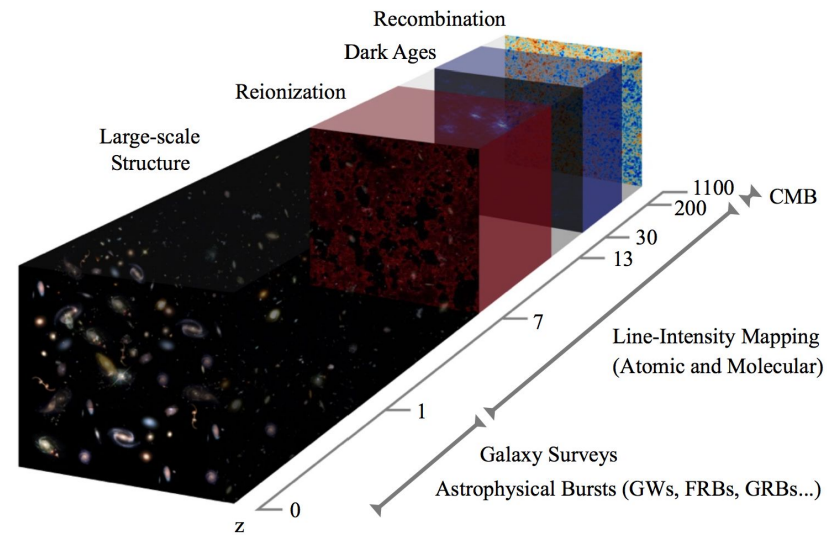 Recombination
Dark Ages
Reionization
Large-scale
Structure
1100
200
CMB
30
13
7
Line-Intensity Mapping
(Atomic and Molecular)
1
Galaxy Surveys
Astrophysical Bursts (GWs, FRBs, GRBs...)
0
z